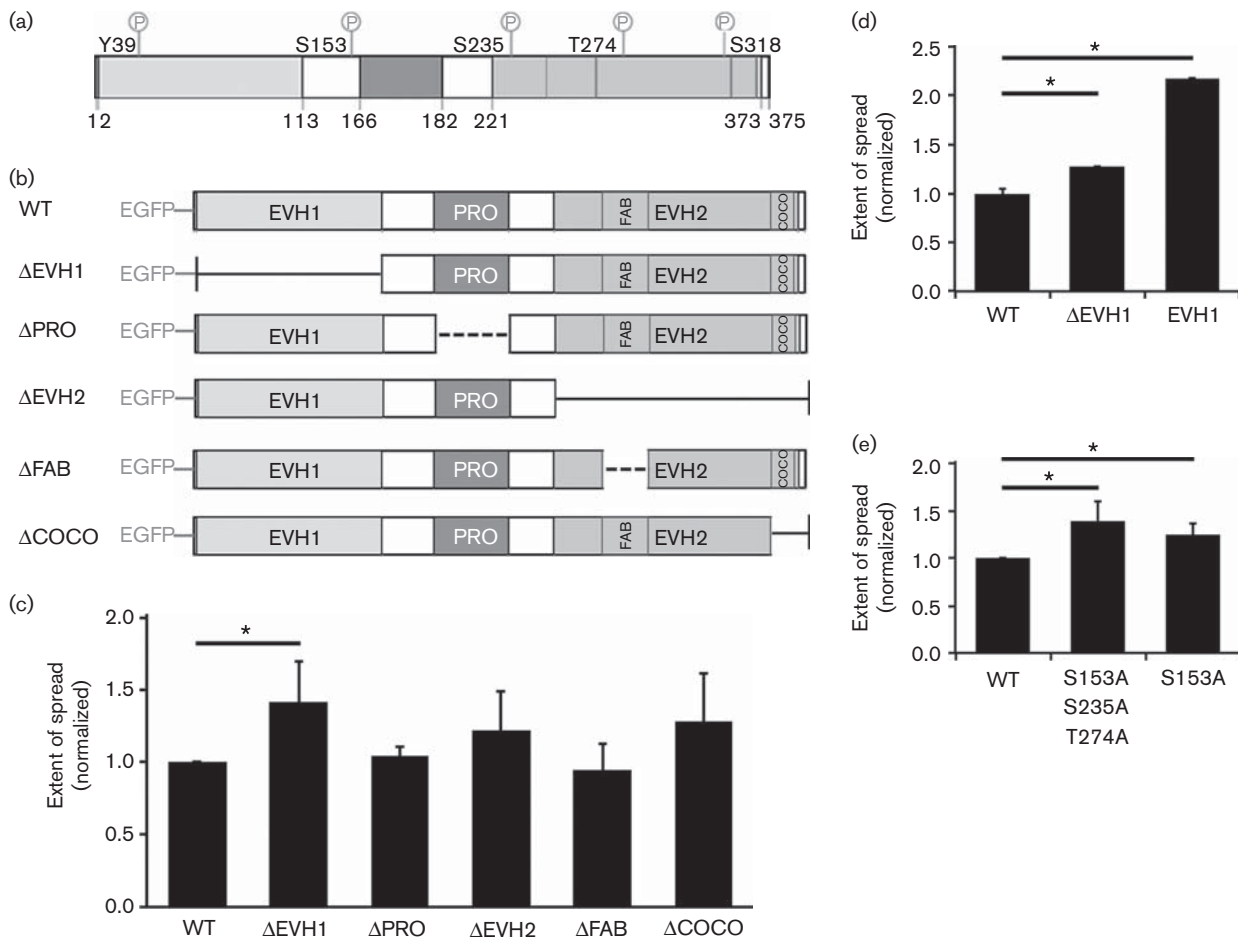 (a)
P P P P P
Y39 S153 S235 T274 S318
12 113 166 182 221 373 375
(b)
WT EGFP EVH1 PRO FAB EVH2 COCO
ΔEVH1 EGFP PRO FAB EVH2 COCO
ΔPRO EGFP EVH1 FAB EVH2 COCO
ΔEVH2 EGFP EVH1 PRO
ΔFAB EGFP EVH1 PRO EVH2 COCO
ΔCOCO EGFP EVH1 PRO FAB EVH2
(c)
Extent of spread
(normalized)
2.0
1.5
1.0
0.5
0.0
*
WT ΔEVH1 ΔPRO ΔEVH2 ΔFAB ΔCOCO
(d)
Extent of spread
(normalized)
2.5
2.0
1.5
1.0
0.5
0.0
*
*
WT ΔEVH1 EVH1
(e)
Extent of spread
(normalized)
2.0
1.5
1.0
0.5
0.0
*
*
WT S153A S153A
S235A
T274A